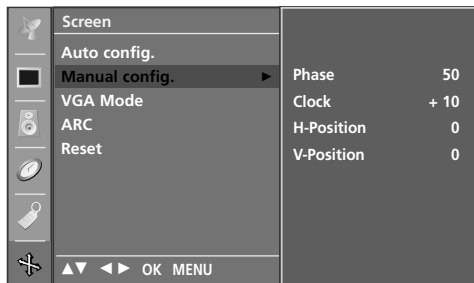 Screen
Auto config.
Manual config. ►
VGA Mode
ARC
Reset
▲▼ ◄► OK MENU
Phase 50
Clock + 10
H-Position 0
V-Position 0